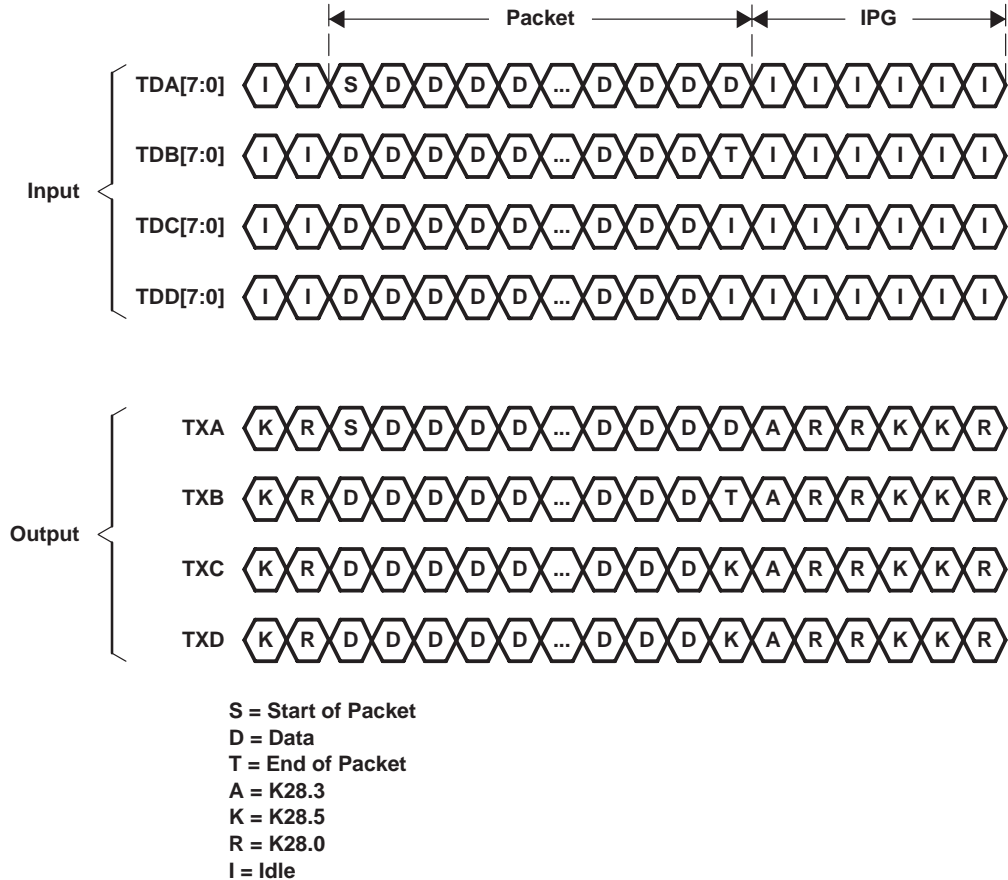 Packet IPG
TDA[7:0] I I S D D D D ... D D D D I I I I I I
TDB[7:0] I I D D D D D ... D D D T I I I I I I
Input
TDC[7:0] I I D D D D D ... D D D I I I I I I I
TDD[7:0] I I D D D D D ... D D D I I I I I I I
TXA K R S D D D D ... D D D D A R R K K R
TXB K R D D D D D ... D D D T A R R K K R
Output
TXC K R D D D D D ... D D D K A R R K K R
TXD K R D D D D D ... D D D K A R R K K R
S = Start of Packet
D = Data
T = End of Packet
A = K28.3
K = K28.5
R = K28.0
I = Idle